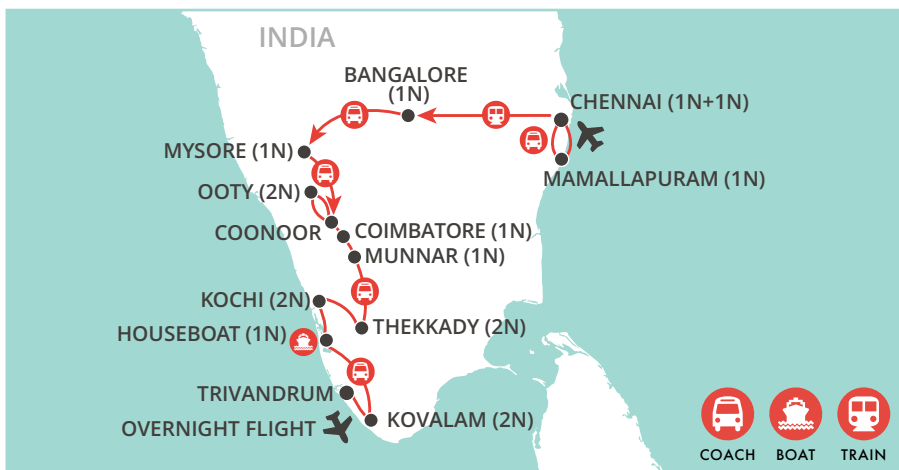 INDIA
BANGALORE
(1N)
CHENNAI (1N+1N)
MYSORE (1N)
MAMALLAPURAM (1N)
OOTY (2N)
COONOOR
COIMBATORE (1N)
MUNNAR (1N)
KOCHI (2N)
THEKKADY (2N)
HOUSEBOAT (1N)
TRIVANDRUM
KOVALAM (2N)
OVERNIGHT FLIGHT
COACH
BOAT
TRAIN